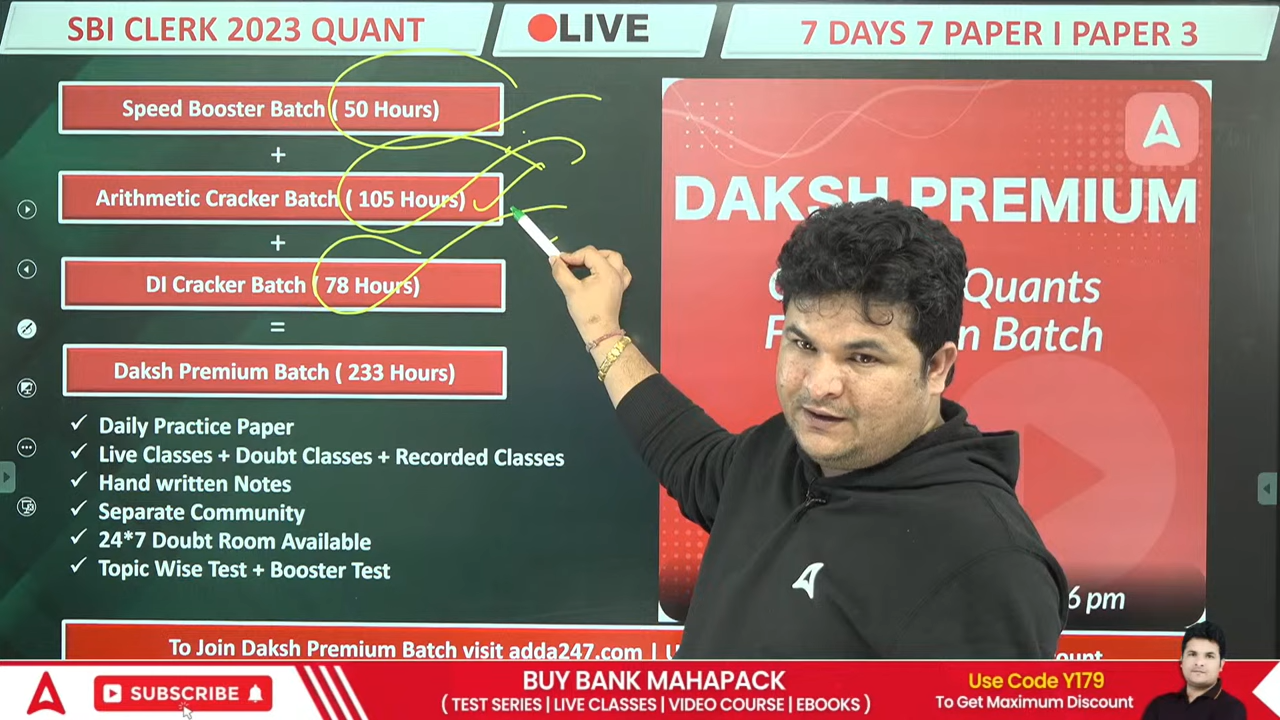 SBI CLERK 2023 QUANT
LIVE
7 DAYS 7 PAPER I PAPER 3
Speed Booster Batch ( 50 Hours)
+
Arithmetic Cracker Batch ( 105 Hours)
+
DI Cracker Batch ( 78 Hours)
=
Daksh Premium Batch ( 233 Hours)
✓ Daily Practice Paper
✓ Live Classes + Doubt Classes + Recorded Classes
✓ Hand written Notes
✓ Separate Community
✓ 24*7 Doubt Room Available
✓ Topic Wise Test + Booster Test
To Join Daksh Premium Batch visit adda247.com |
DAKSH PREMIUM
Quants
Batch
6 pm
SUBSCRIBE
BUY BANK MAHAPACK
( TEST SERIES | LIVE CLASSES | VIDEO COURSE | EBOOKS )
Use Code Y179
To Get Maximum Discount